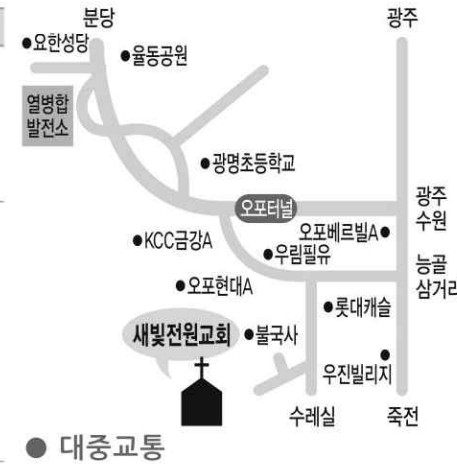 분당
광주
●요한성당
●율동공원
열병합
발전소
●광명초등학교
오포터널
광주
수원
오포베르빌A●
●KCC금강A
●우림필유
능골
삼거리
●오포현대A
●롯대캐슬
새빛전원교회
●불국사
우진빌리지
수레실
죽전
● 대중교통